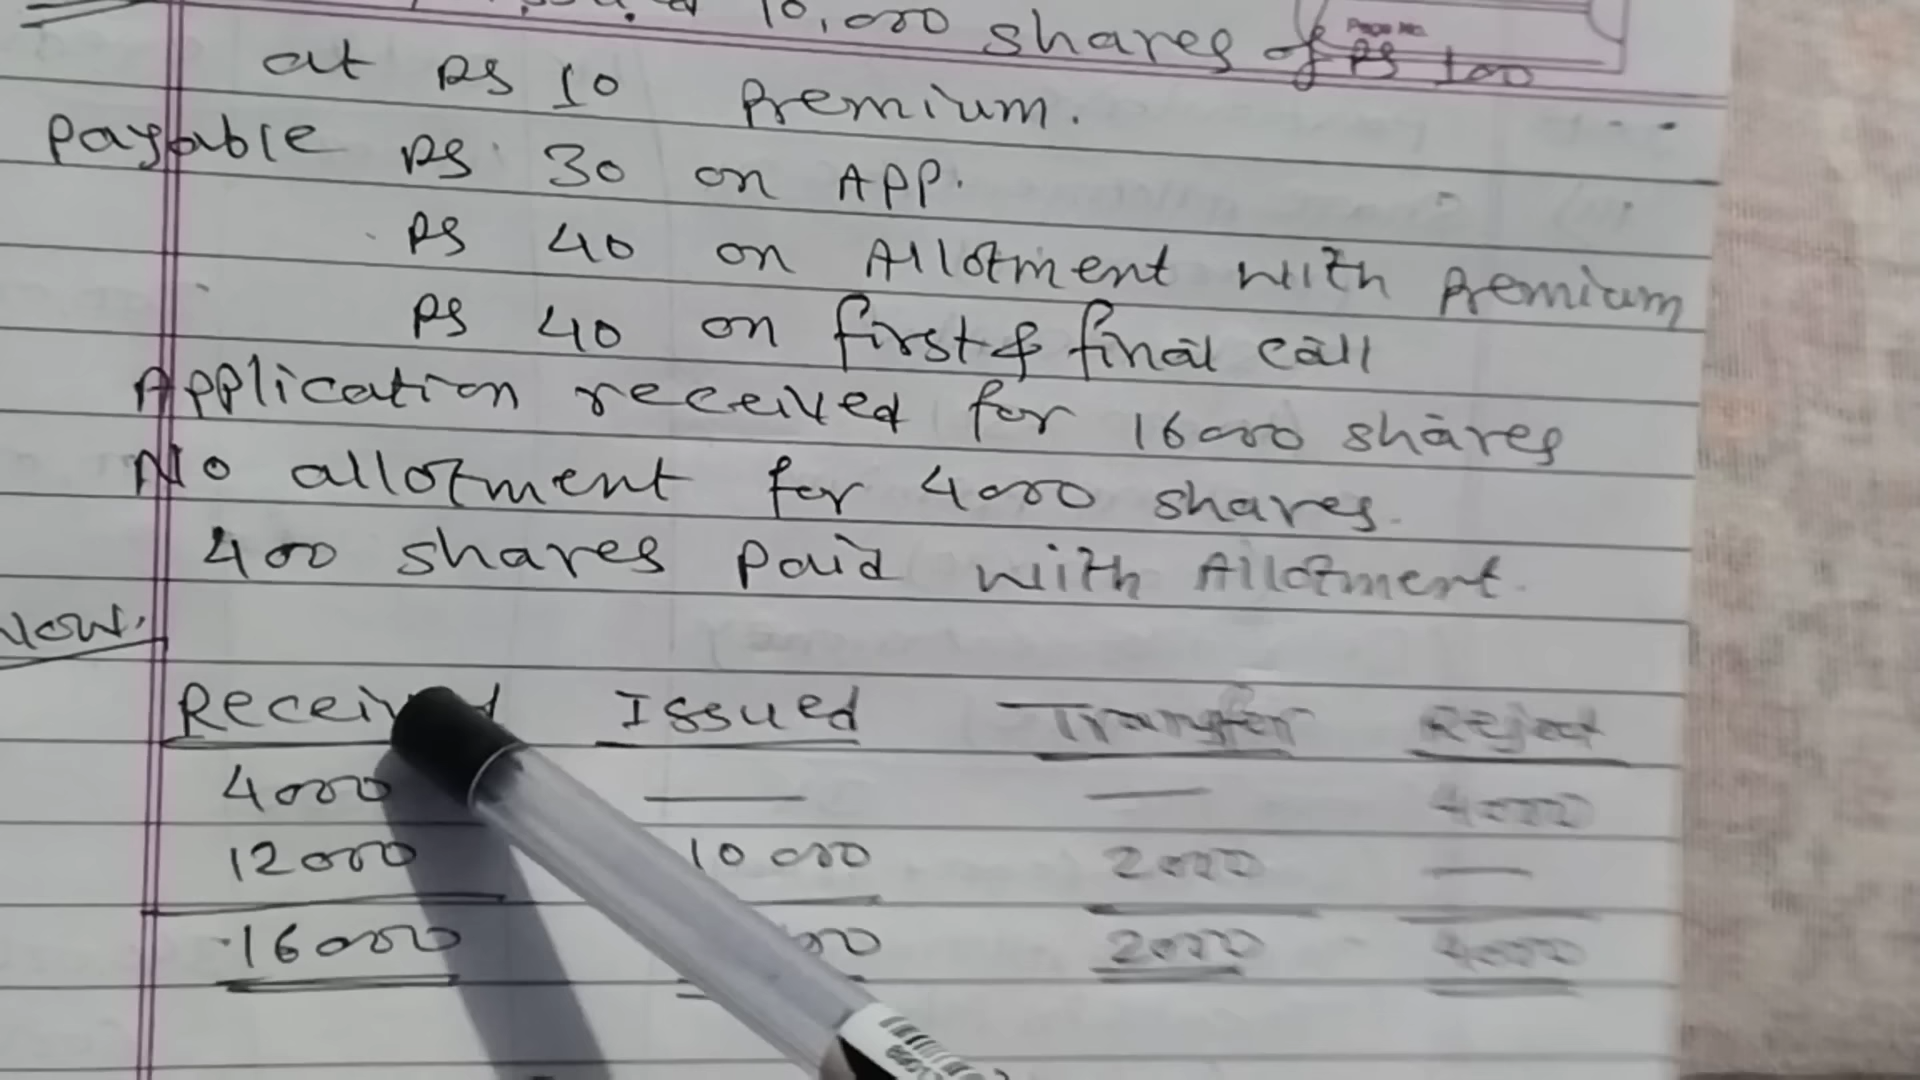 10,000 shares of Rs 100
Page No.
at Rs 10 Premium.
Payable Rs 30 on APP.
Rs 40 on Allotment with Premium
Rs 40 on first & final call
Application received for 16000 shares
No allotment for 4000 shares.
400 shares Paid with Allotment.
Received Issued Transfer Reject
4000 — — 4000
12000 10000 2000 —
16000 2000 4000